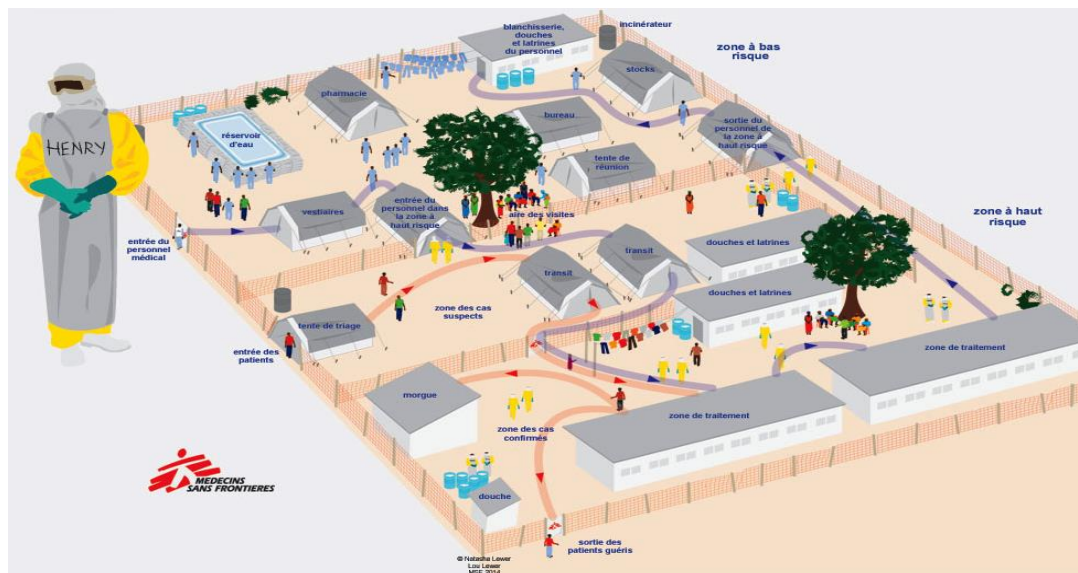 blanchisserie,
douches
et latrines
du personnel
incinérateur
zone à bas
risque
stocks
pharmacie
bureau
sortie du
personnel de
la zone à
haut risque
réservoir
d'eau
tente de
réunion
HENRY
vestiaires
entrée du
personnel dans
la zone à
haut risque
aire des visites
zone à haut
risque
entrée du
personnel
médical
transit
transit
douches et latrines
douches et latrines
zone des cas
suspects
tente de triage
entrée des
patients
zone de traitement
morgue
zone de traitement
zone des cas
confirmés
MEDECINS
SANS FRONTIERES
douche
sortie des
patients guéris
© Natasha Lewer
Lou Lewer
MSF 2014